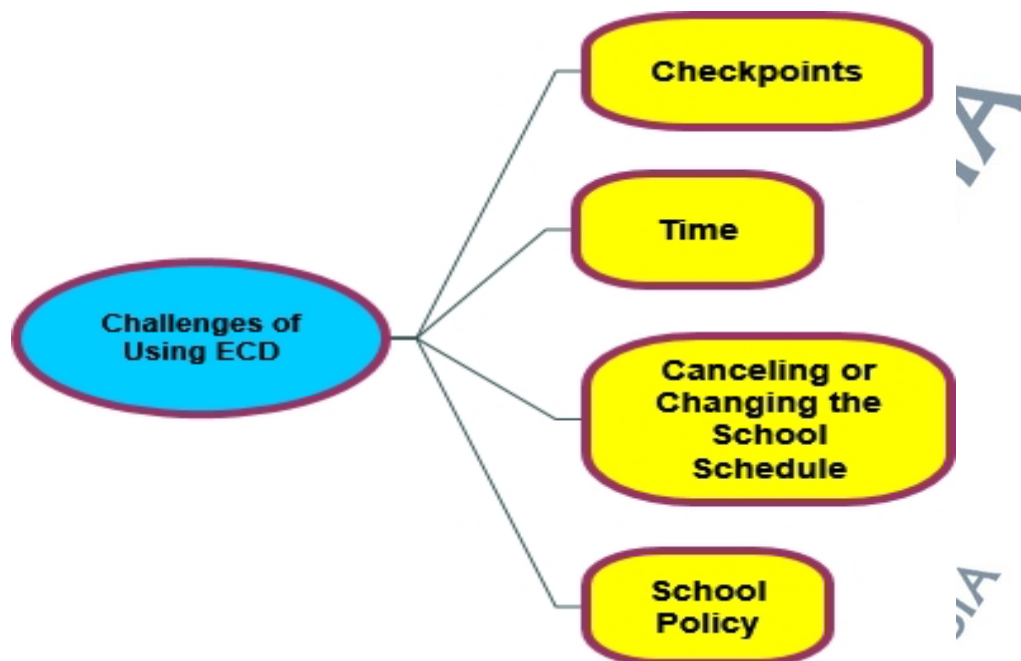 Checkpoints
Time
Challenges of
Using ECD
Canceling or
Changing the
School
Schedule
School
Policy